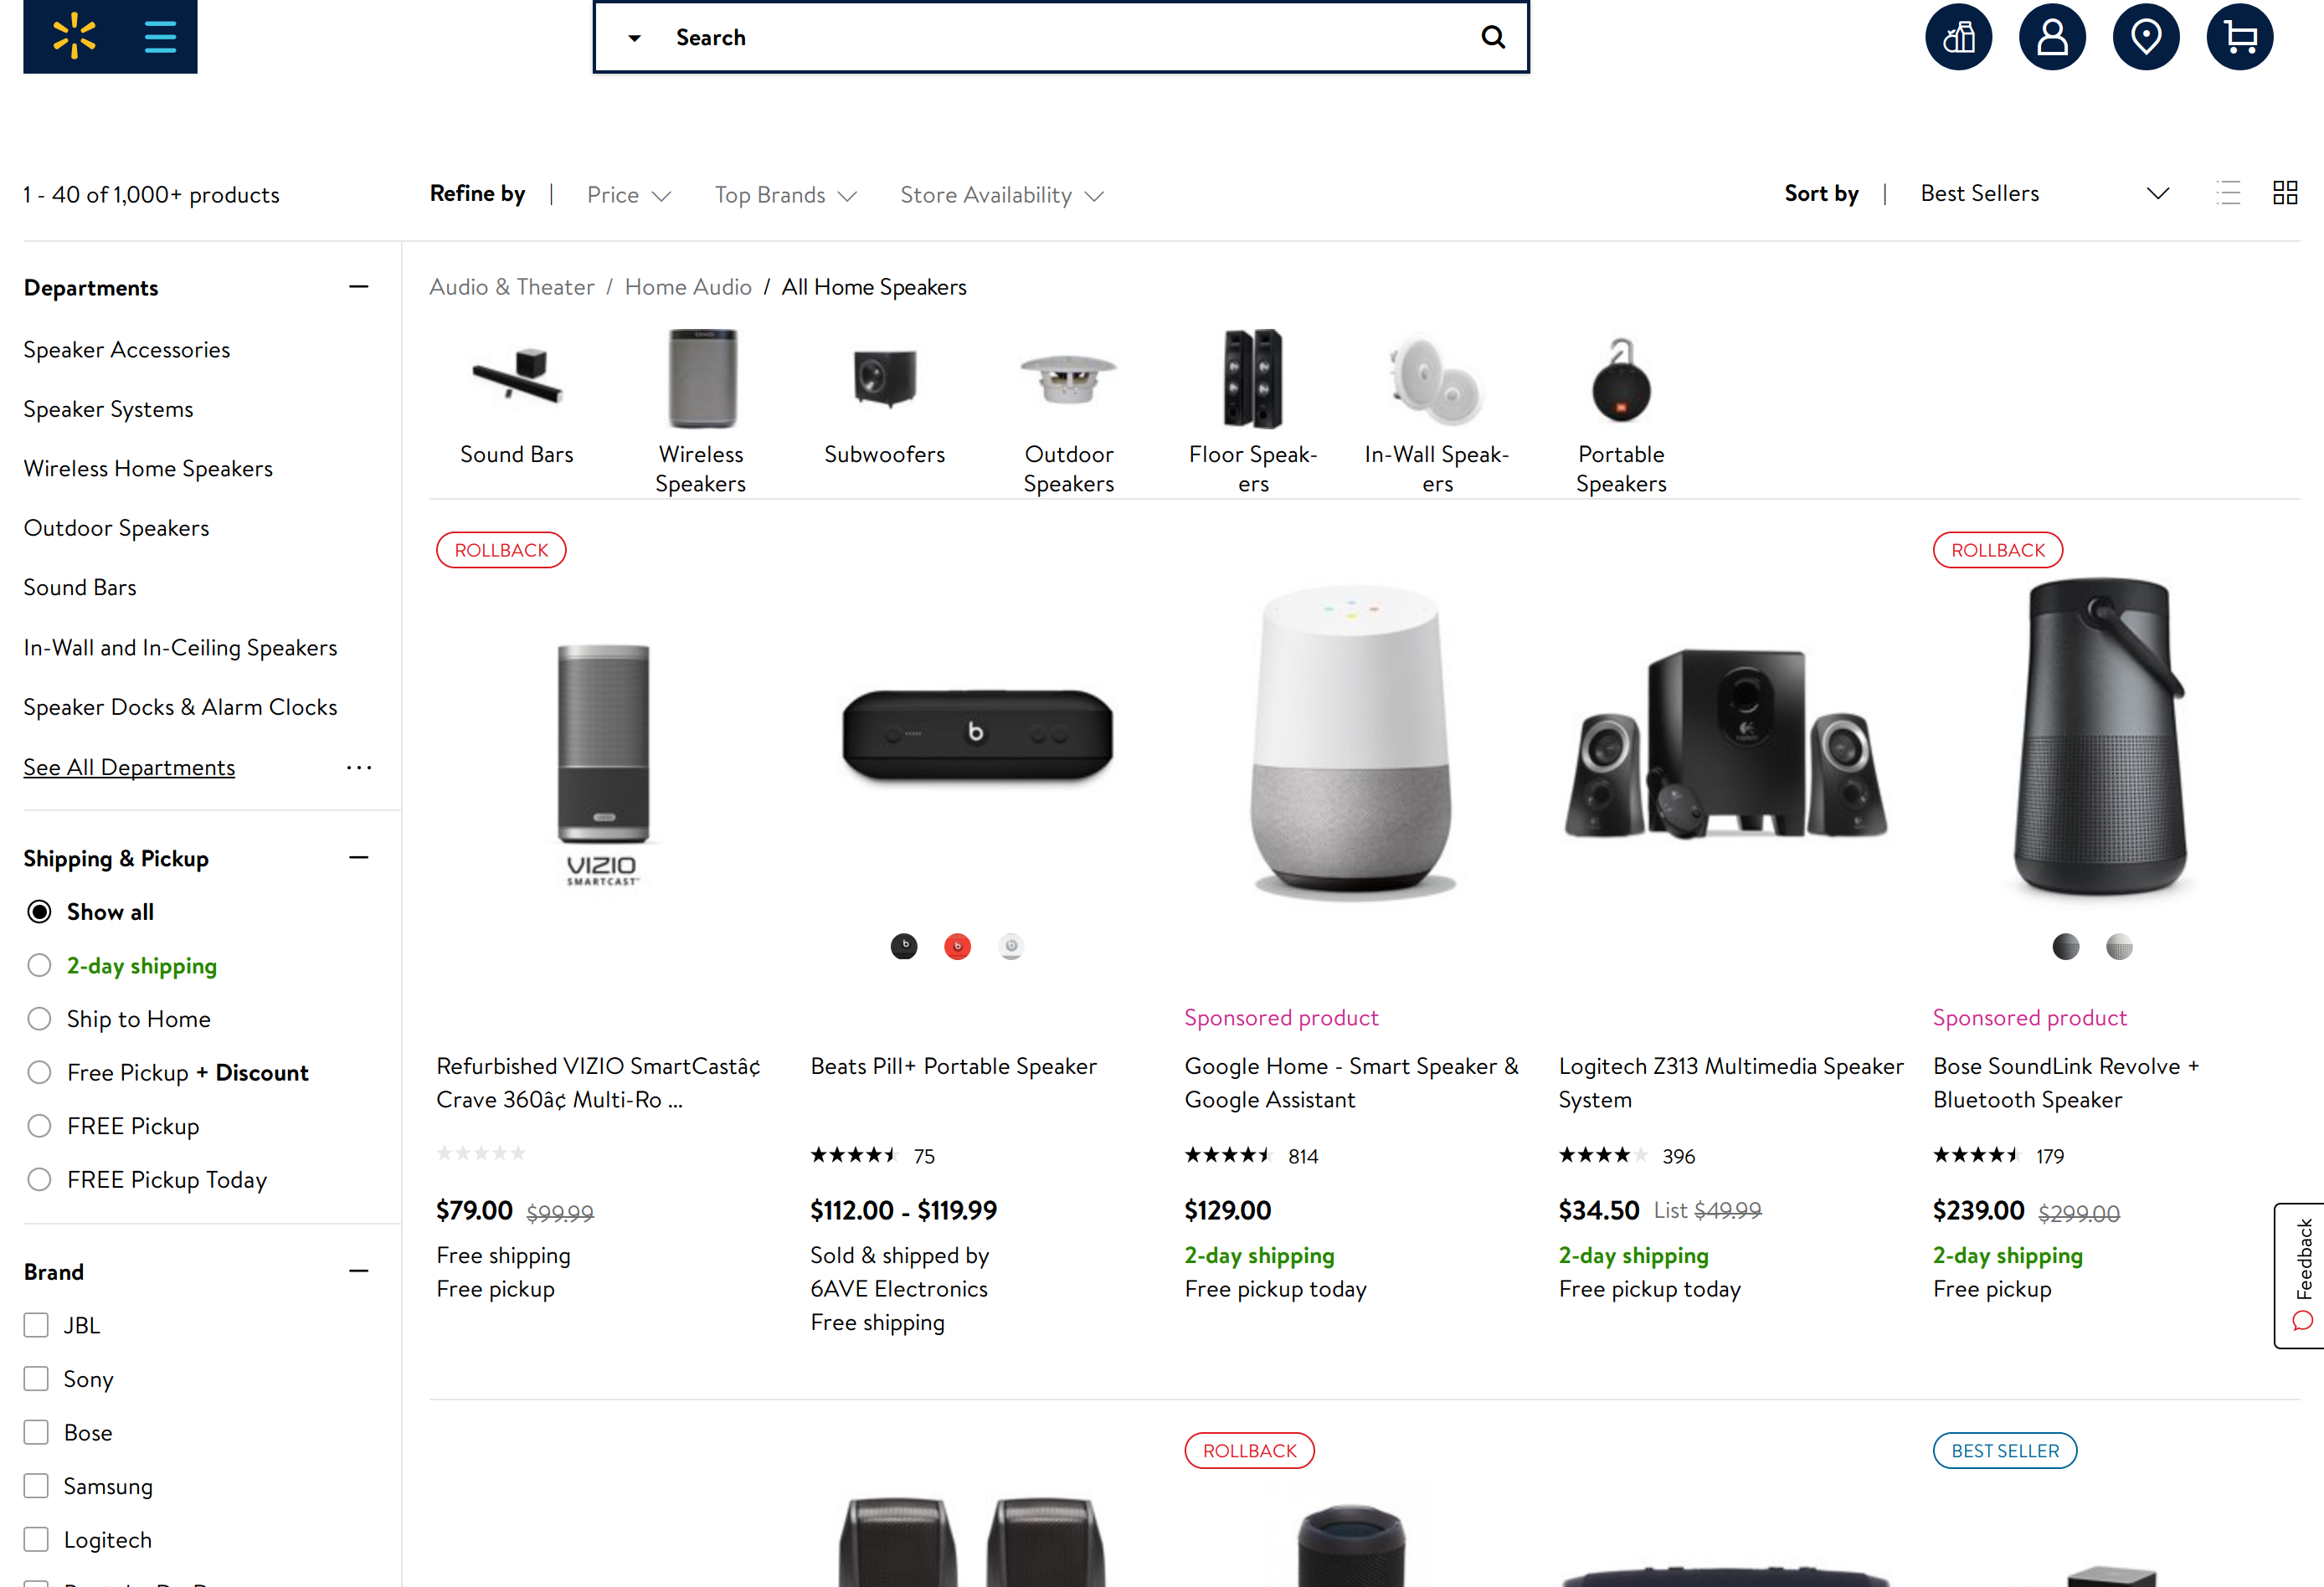 Search
1 - 40 of 1,000+ products
Refine by | Price Top Brands Store Availability
Sort by | Best Sellers
Departments
Speaker Accessories
Speaker Systems
Wireless Home Speakers
Outdoor Speakers
Sound Bars
In-Wall and In-Ceiling Speakers
Speaker Docks & Alarm Clocks
See All Departments ...
Shipping & Pickup
Show all
2-day shipping
Ship to Home
Free Pickup + Discount
FREE Pickup
FREE Pickup Today
Brand
JBL
Sony
Bose
Samsung
Logitech
Audio & Theater / Home Audio / All Home Speakers
Sound Bars
Wireless
Speakers
Subwoofers
Outdoor
Speakers
Floor Speak-
ers
In-Wall Speak-
ers
Portable
Speakers
ROLLBACK
VIZIO
SMARTCAST
Refurbished VIZIO SmartCastâ¢
Crave 360â¢ Multi-Ro ...
$79.00 $99.99
Free shipping
Free pickup
Beats Pill+ Portable Speaker
75
$112.00 - $119.99
Sold & shipped by
6AVE Electronics
Free shipping
Sponsored product
Google Home - Smart Speaker &
Google Assistant
814
$129.00
2-day shipping
Free pickup today
Logitech Z313 Multimedia Speaker
System
396
$34.50 List $49.99
2-day shipping
Free pickup today
ROLLBACK
Sponsored product
Bose SoundLink Revolve +
Bluetooth Speaker
179
$239.00 $299.00
2-day shipping
Free pickup
Feedback
ROLLBACK
BEST SELLER